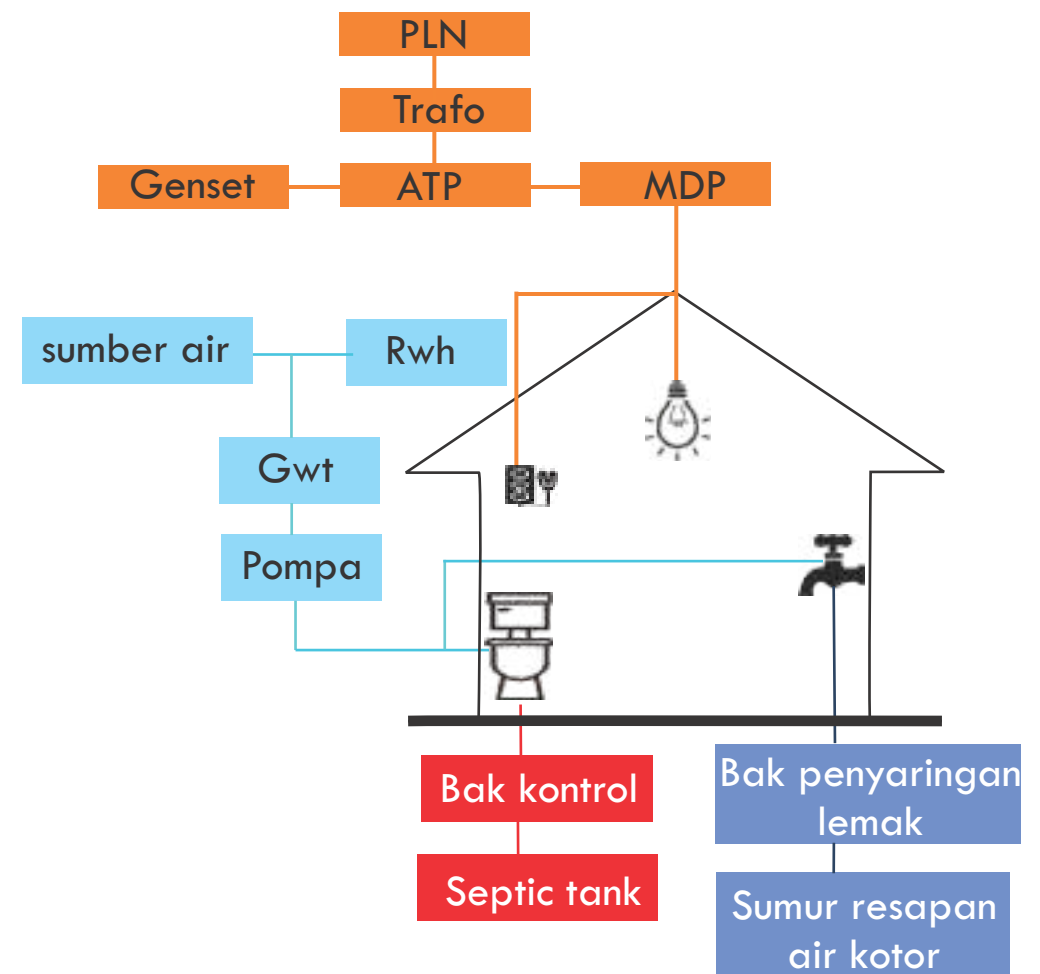 PLN
Trafo
Genset
ATP
MDP
sumber air
Rwh
Gwt
Pompa
Bak kontrol
Septic tank
Bak penyaringan
lemak
Sumur resapan
air kotor